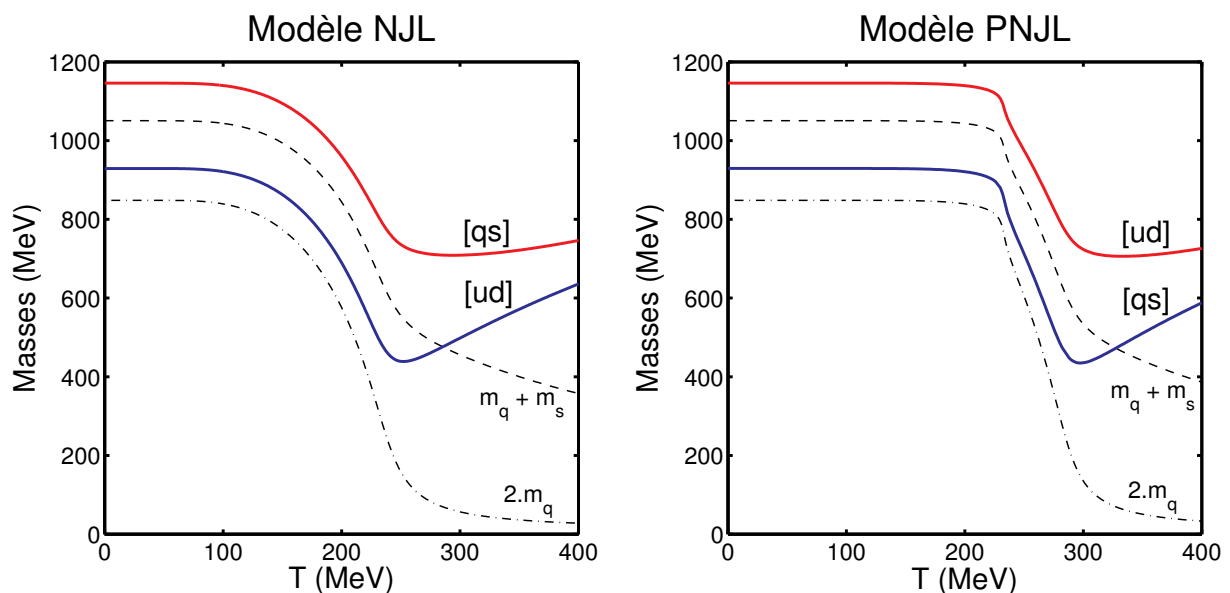 Modèle NJL
1200
1000
800
600
400
200
0
Masses (MeV)
[qs]
[ud]
m_q + m_s
2.m_q
0
100
200
300
400
T (MeV)
Modèle PNJL
1200
1000
800
600
400
200
0
Masses (MeV)
[ud]
[qs]
m_q + m_s
2.m_q
0
100
200
300
400
T (MeV)